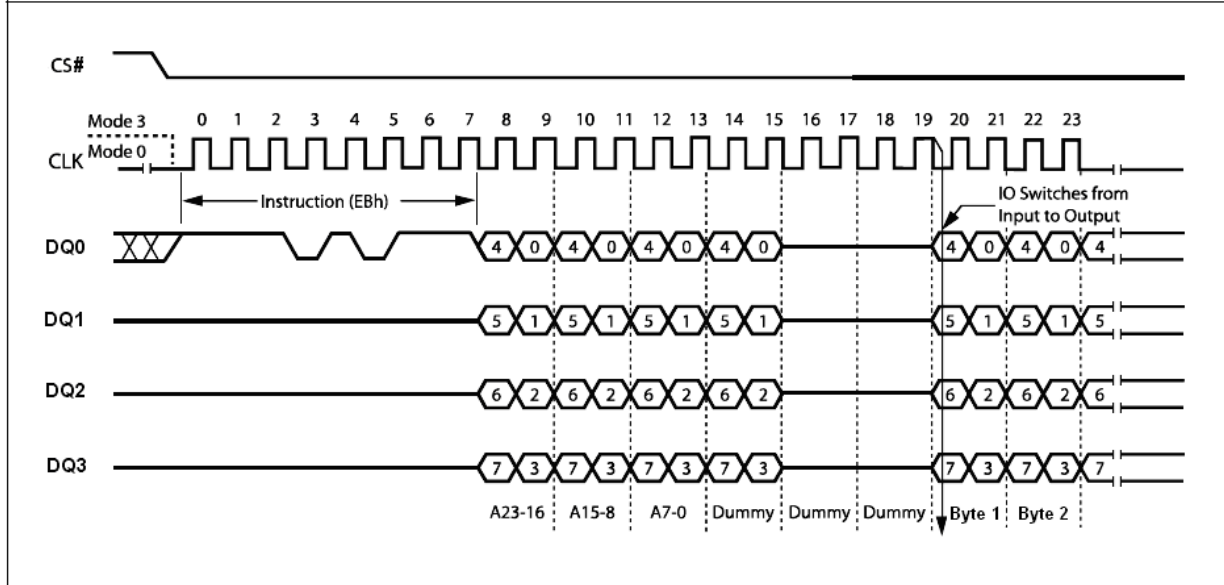 CS#
Mode 3
0 1 2 3 4 5 6 7 8 9 10 11 12 13 14 15 16 17 18 19 20 21 22 23
Mode 0
CLK
Instruction (EBh)
IO Switches from
Input to Output
DQ0 4 0 4 0 4 0 4 0 4 0 4 0 4
DQ1 5 1 5 1 5 1 5 1 5 1 5 1 5
DQ2 6 2 6 2 6 2 6 2 6 2 6 2 6
DQ3 7 3 7 3 7 3 7 3 7 3 7 3 7
A23-16 A15-8 A7-0 Dummy Dummy Dummy Byte 1 Byte 2